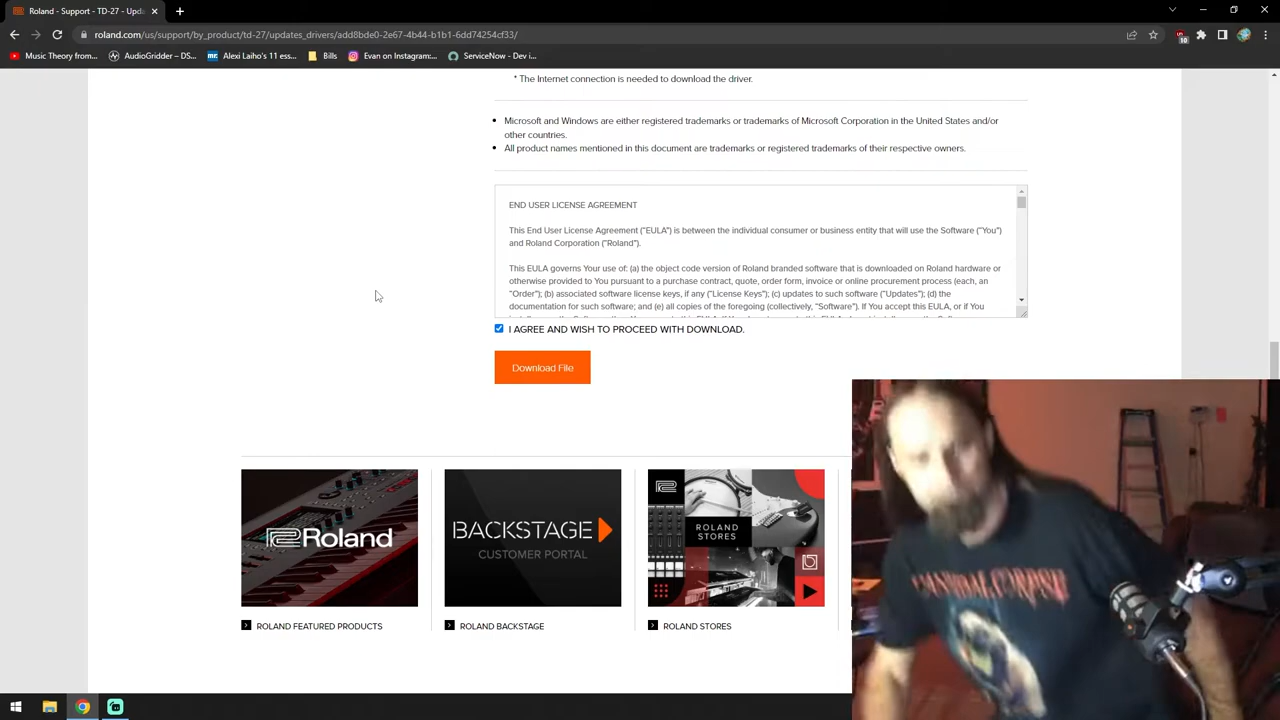 Roland - Support - TD-27 - Upda
roland.com/us/support/by_product/td-27/updates_drivers/add8bde0-2e67-4b44-b1b6-6dd74254cf33/
10
Music Theory from...
AudioGridder – DS...
Alexi Laiho's 11 ess...
Bills
Evan on Instagram:...
ServiceNow – Dev i...
* The Internet connection is needed to download the driver.
Microsoft and Windows are either registered trademarks or trademarks of Microsoft Corporation in the United States and/or
other countries.
All product names mentioned in this document are trademarks or registered trademarks of their respective owners.
END USER LICENSE AGREEMENT
This End User License Agreement ("EULA") is between the individual consumer or business entity that will use the Software ("You")
and Roland Corporation ("Roland").
This EULA governs Your use of: (a) the object code version of Roland branded software that is downloaded on Roland hardware or
otherwise provided to You pursuant to a purchase contract, quote, order form, invoice or online procurement process (each, an
"Order"); (b) associated software license keys, if any ("License Keys"); (c) updates to such software ("Updates"); (d) the
documentation for such software; and (e) all copies of the foregoing (collectively, "Software"). If You accept this EULA, or if You
I AGREE AND WISH TO PROCEED WITH DOWNLOAD.
Download File
Roland
BACKSTAGE
CUSTOMER PORTAL
ROLAND
STORES
ROLAND FEATURED PRODUCTS
ROLAND BACKSTAGE
ROLAND STORES
CANNIBAL CORPSE